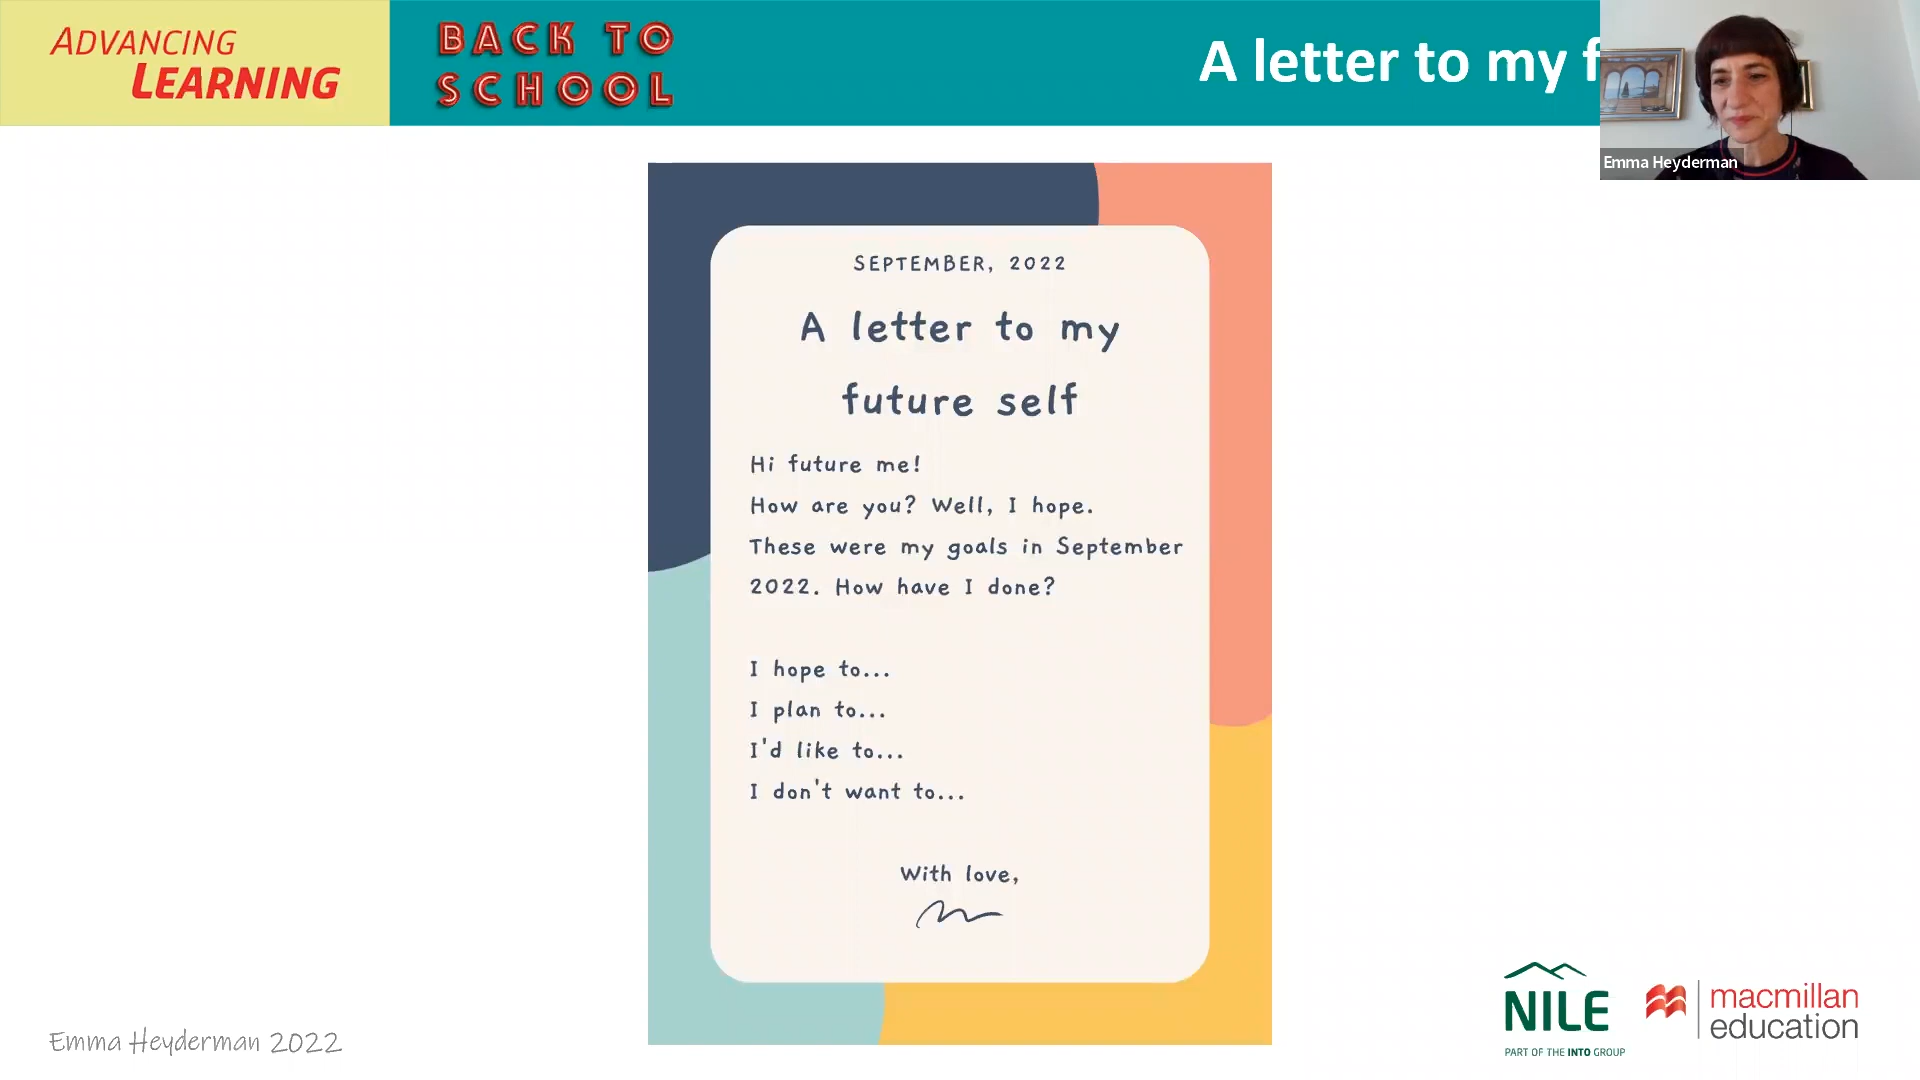 ADVANCING
LEARNING
BACK TO
SCHOOL
A letter to my f
Emma Heyderman
SEPTEMBER, 2022
A letter to my
future self
Hi future me!
How are you? Well, I hope.
These were my goals in September
2022. How have I done?
I hope to...
I plan to...
I'd like to...
I don't want to...
With love,
Emma Heyderman 2022
NILE
PART OF THE INTO GROUP
macmillan
education